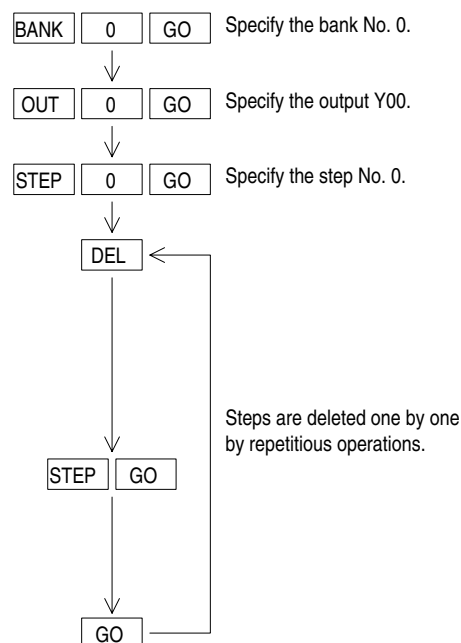 BANK 0 GO Specify the bank No. 0.
OUT 0 GO Specify the output Y00.
STEP 0 GO Specify the step No. 0.
DEL
Steps are deleted one by one
by repetitious operations.
STEP GO
GO